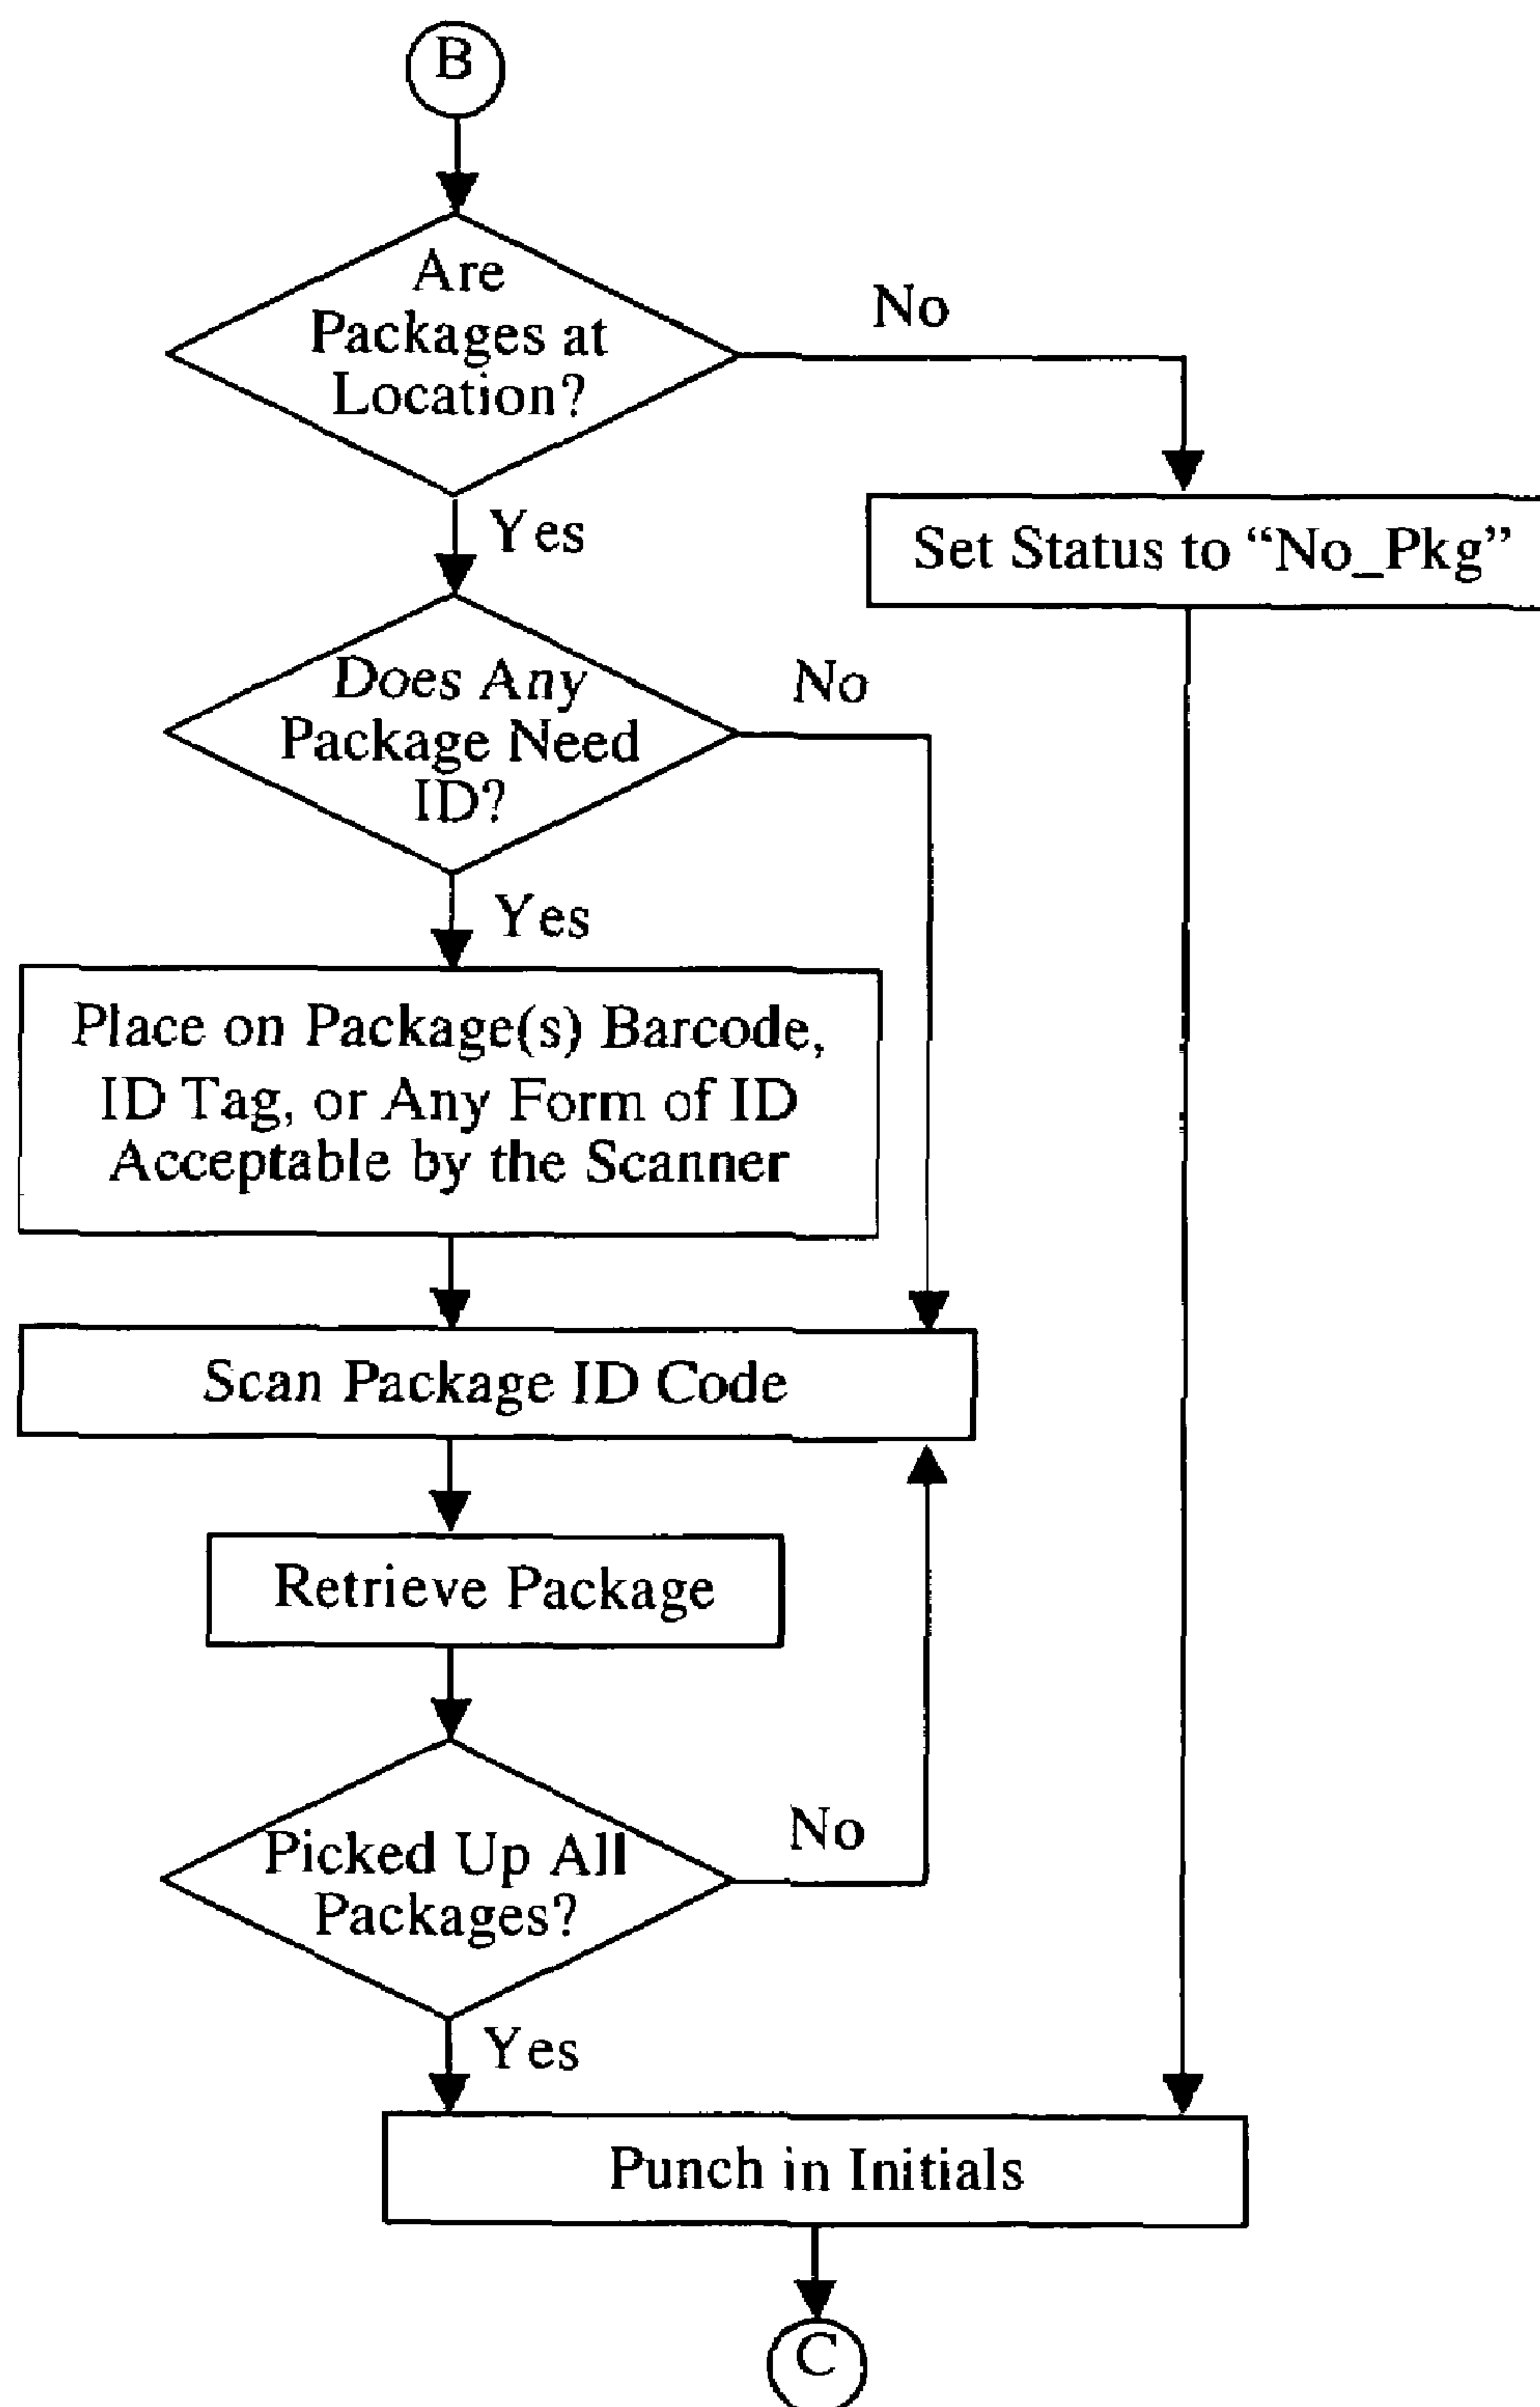 B
Are
Packages at
Location?
No
Yes
Set Status to “No_Pkg”
Does Any
Package Need
ID?
No
Yes
Place on Package(s) Barcode,
ID Tag, or Any Form of ID
Acceptable by the Scanner
Scan Package ID Code
Retrieve Package
Picked Up All
Packages?
No
Yes
Punch in Initials
C